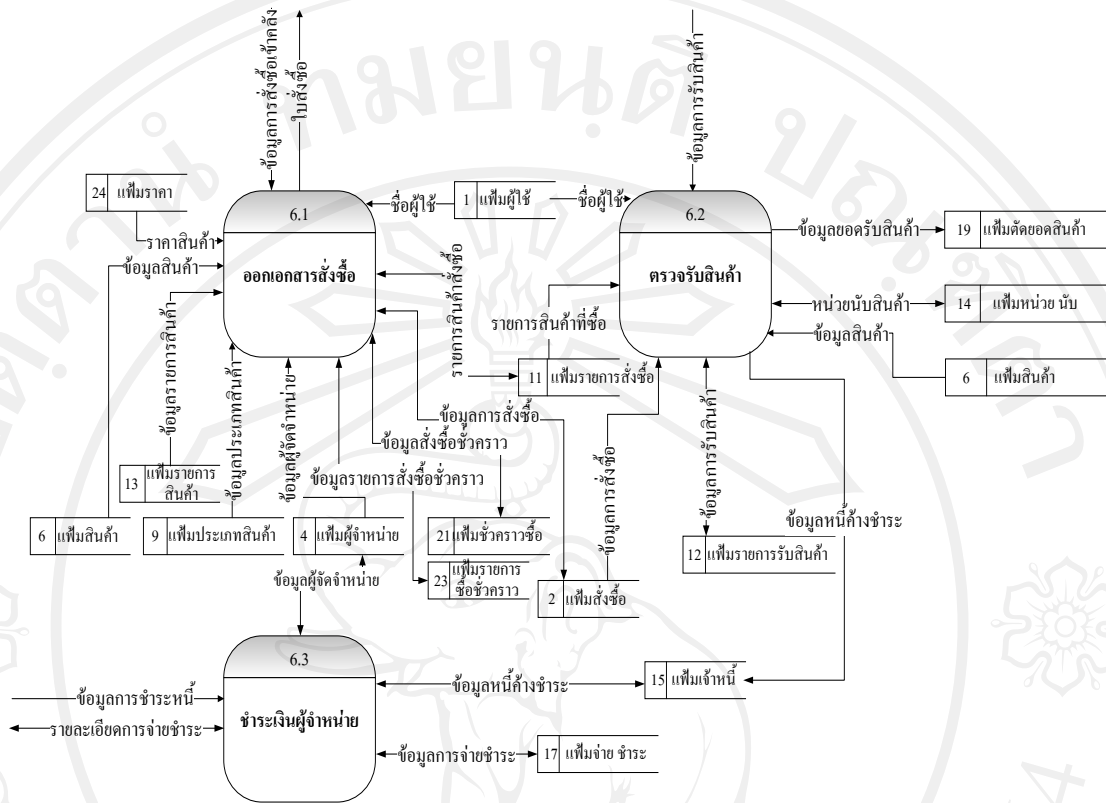 ข้อมูลการสั่งซื้อเข้าคลัง
ใบสั่งซื้อ
ข้อมูลการรับสินค้า
24 แฟ้มราคา
ราคาสินค้า
ข้อมูลสินค้า
ข้อมูลรายการสินค้า
6.1
ออกเอกสารสั่งซื้อ
ชื่อผู้ใช้
1 แฟ้มผู้ใช้
ชื่อผู้ใช้
6.2
ตรวจรับสินค้า
ข้อมูลยอดรับสินค้า
19 แฟ้มตัดยอดสินค้า
หน่วยนับสินค้า
14 แฟ้มหน่วย นับ
ข้อมูลสินค้า
6 แฟ้มสินค้า
รายการสินค้าสั่งซื้อ
รายการสินค้าที่ซื้อ
11 แฟ้มรายการสั่งซื้อ
ข้อมูลประเภทสินค้า
ข้อมูลผู้จัดจำหน่าย
ข้อมูลการสั่งซื้อ
ข้อมูลสั่งซื้อชั่วคราว
ข้อมูลรายการสั่งซื้อชั่วคราว
13 แฟ้มรายการ
สินค้า
6 แฟ้มสินค้า
9 แฟ้มประเภทสินค้า
4 แฟ้มผู้จำหน่าย
21 แฟ้มชั่วคราวซื้อ
23 แฟ้มรายการ
ซื้อชั่วคราว
2 แฟ้มสั่งซื้อ
ข้อมูลการสั่งซื้อ
ข้อมูลการรับสินค้า
12 แฟ้มรายการรับสินค้า
ข้อมูลหนี้ค้างชำระ
ข้อมูลผู้จัดจำหน่าย
6.3
ชำระเงินผู้จำหน่าย
ข้อมูลการชำระหนี้
รายละเอียดการจ่ายชำระ
ข้อมูลหนี้ค้างชำระ
15 แฟ้มเจ้าหนี้
ข้อมูลการจ่ายชำระ
17 แฟ้มจ่าย ชำระ